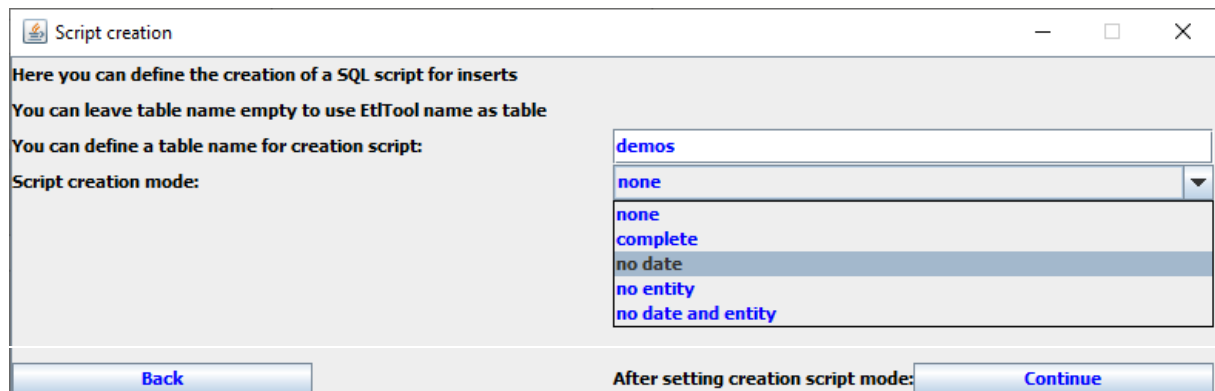 Script creation
Here you can define the creation of a SQL script for inserts
You can leave table name empty to use EtlTool name as table
You can define a table name for creation script: demos
Script creation mode: none
none
complete
no date
no entity
no date and entity
Back After setting creation script mode: Continue